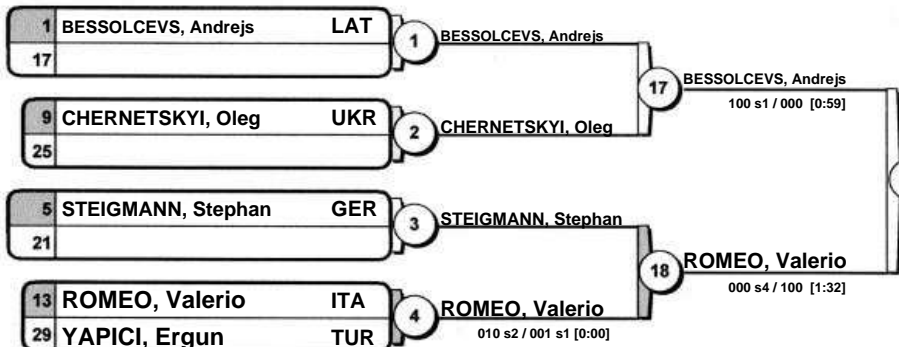 1 BESSOLCEVS, Andrejs LAT
17
1 BESSOLCEVS, Andrejs
17 BESSOLCEVS, Andrejs
100 s1 / 000 [0:59]
9 CHERNETSKYI, Oleg UKR
25
2 CHERNETSKYI, Oleg
5 STEIGMANN, Stephan GER
21
3 STEIGMANN, Stephan
18 ROMEO, Valerio
000 s4 / 100 [1:32]
13 ROMEO, Valerio ITA
29 YAPICI, Ergun TUR
4 ROMEO, Valerio
010 s2 / 001 s1 [0:00]